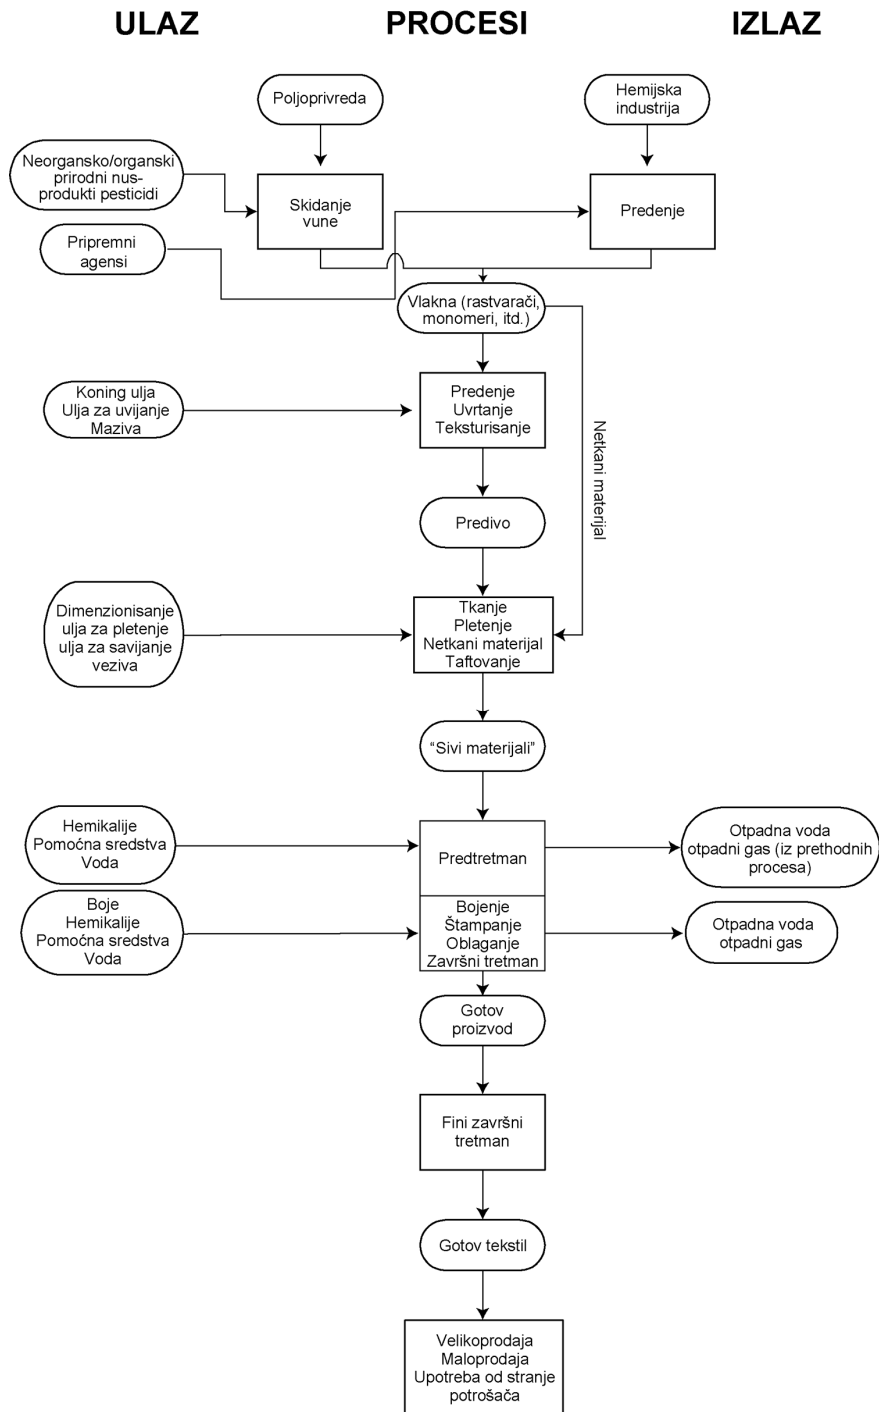 ULAZ
PROCESI
IZLAZ
Poljoprivreda
Hemijska
industrija
Neorgansko/organski
prirodni nus-
produkti pesticidi
Skidanje
vune
Predenje
Pripremni
agensi
Vlakna (rastvarači,
monomeri, itd.)
Koning ulja
Ulja za uvijanje
Maziva
Predenje
Uvrtanje
Teksturisanje
Netkani materijal
Predivo
Dimenzionisanje
ulja za pletenje
ulja za savijanje
veziva
Tkanje
Pletenje
Netkani materijal
Taftovanje
“Sivi materijali”
Hemikalije
Pomoćna sredstva
Voda
Predtretman
Otpadna voda
otpadni gas (iz prethodnih
procesa)
Boje
Hemikalije
Pomoćna sredstva
Voda
Bojenje
Štampanje
Oblaganje
Završni tretman
Otpadna voda
otpadni gas
Gotov
proizvod
Fini završni
tretman
Gotov tekstil
Velikoprodaja
Maloprodaja
Upotreba od stranje
potrošača